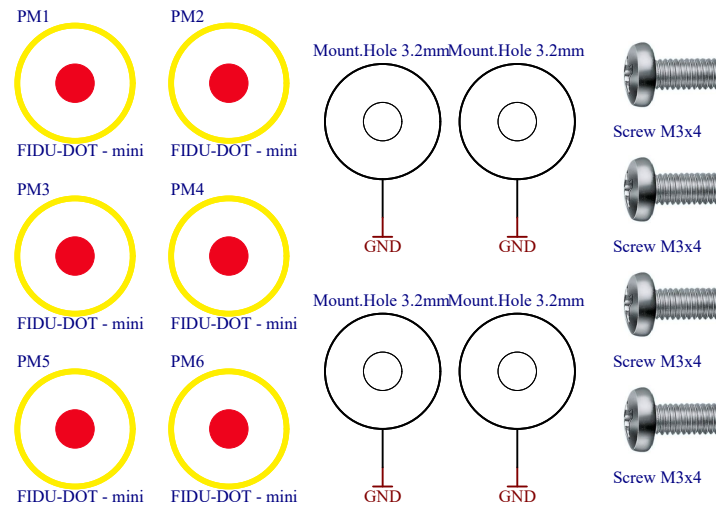 PM1
FIDU-DOT - mini
PM2
FIDU-DOT - mini
PM3
FIDU-DOT - mini
PM4
FIDU-DOT - mini
PM5
FIDU-DOT - mini
PM6
FIDU-DOT - mini
Mount.Hole 3.2mm
GND
Mount.Hole 3.2mm
GND
Mount.Hole 3.2mm
GND
Mount.Hole 3.2mm
GND
Screw M3x4
Screw M3x4
Screw M3x4
Screw M3x4